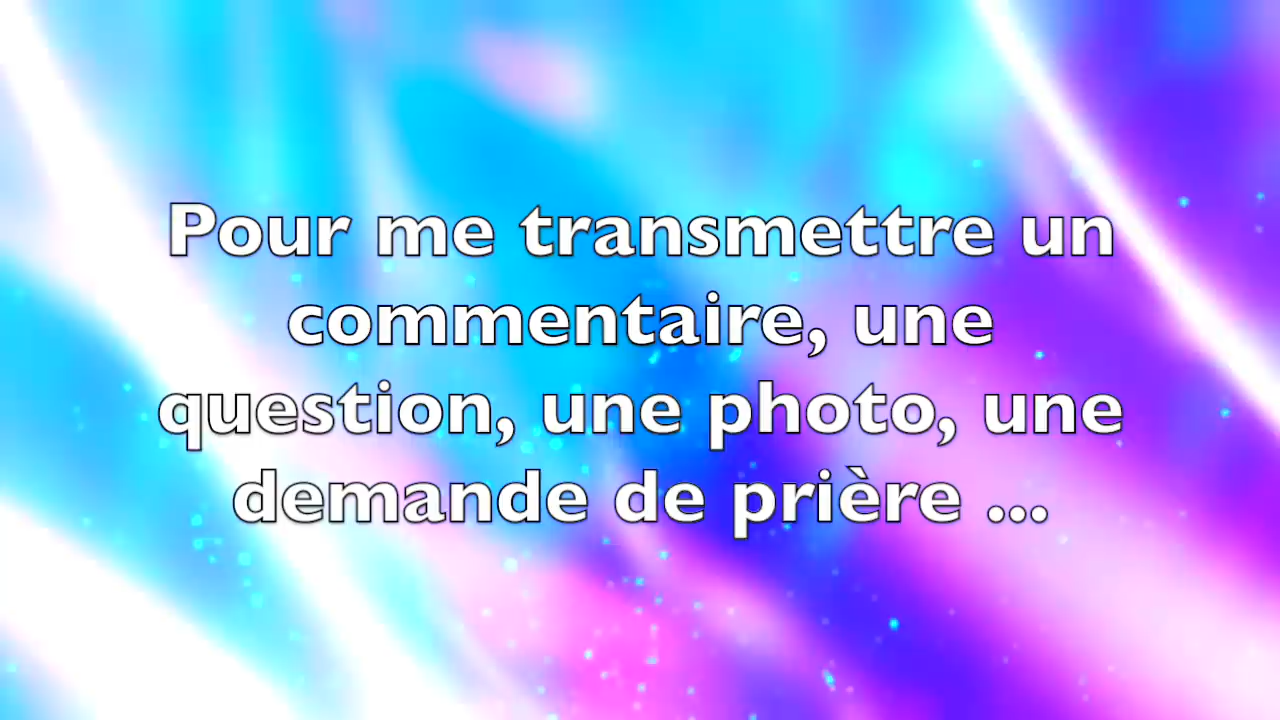 Pour me transmettre un
commentaire, une
question, une photo, une
demande de prière ...